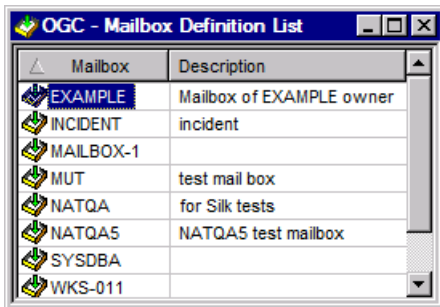 OGC - Mailbox Definition List
Mailbox Description
EXAMPLE Mailbox of EXAMPLE owner
INCIDENT incident
MAILBOX-1
MUT test mail box
NATQA for Silk tests
NATQA5 NATQA5 test mailbox
SYSDBA
WKS-011